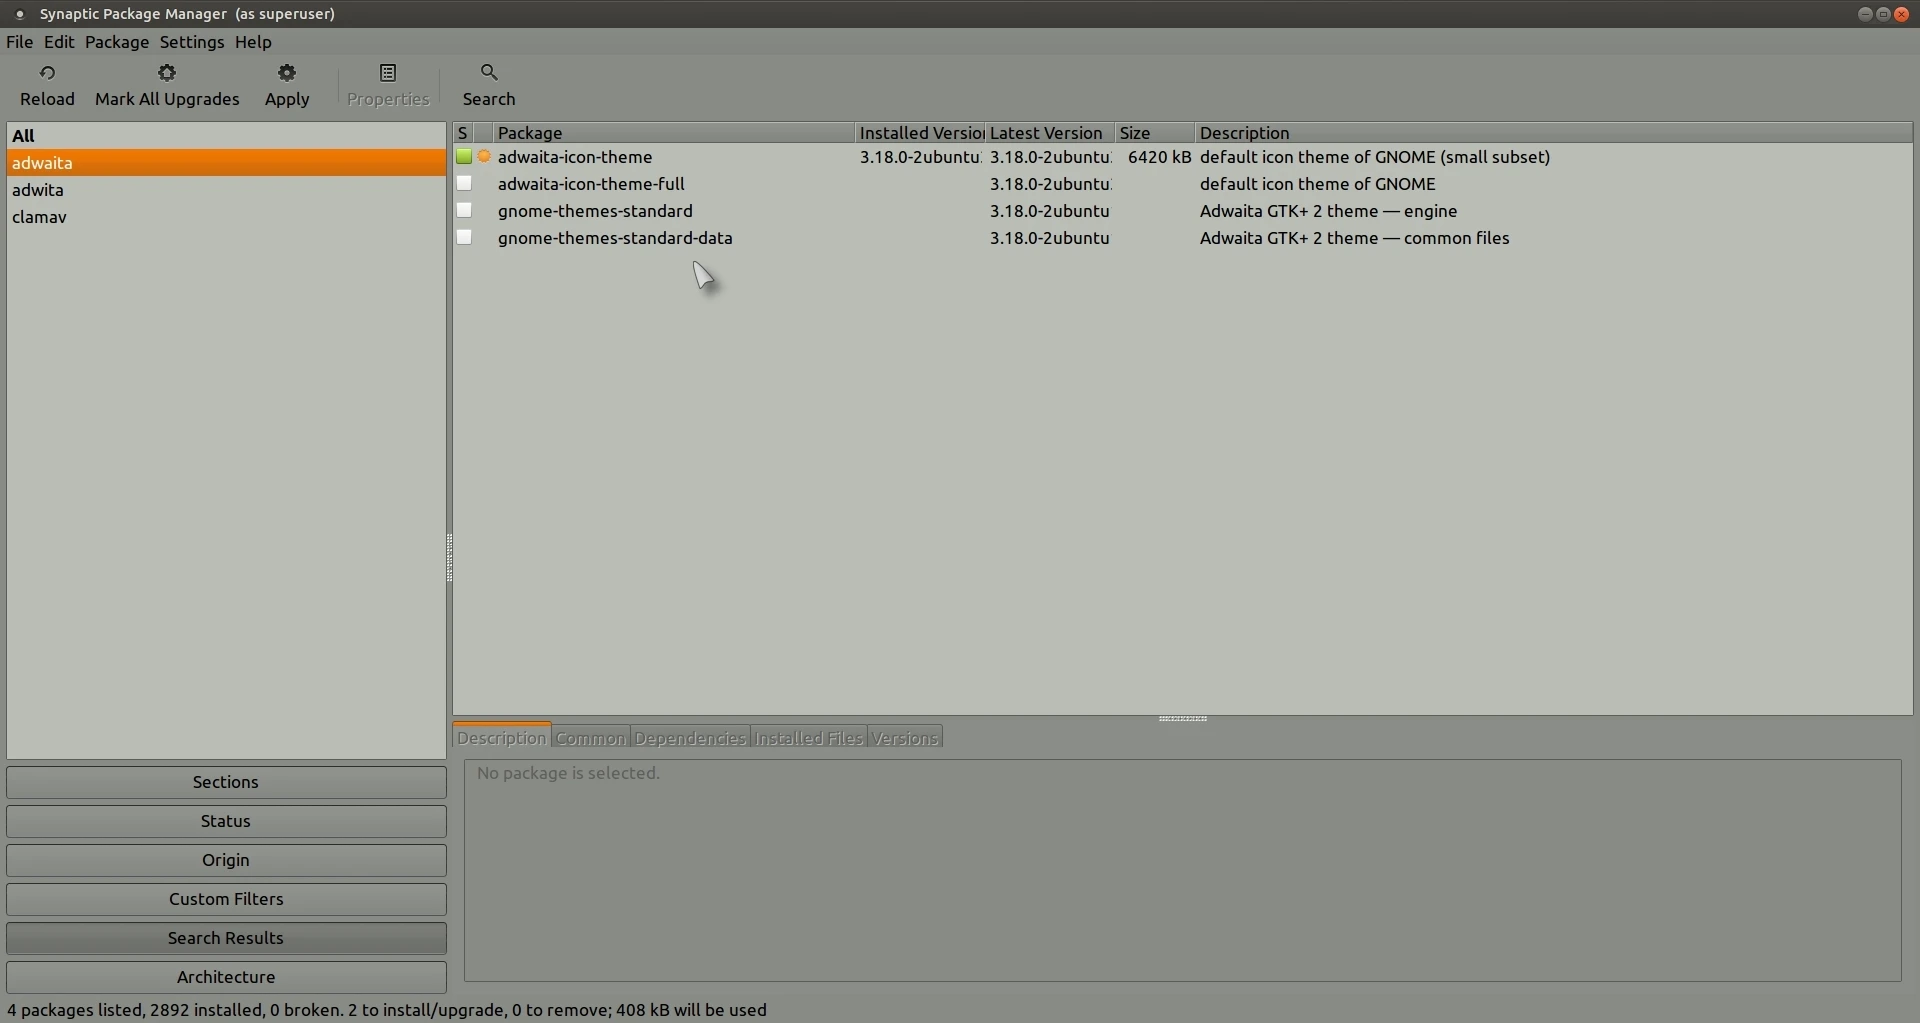 Synaptic Package Manager (as superuser)
File Edit Package Settings Help
Reload Mark All Upgrades Apply Properties Search
All
adwaita
adwita
clamav
S Package Installed Version Latest Version Size Description
adwaita-icon-theme 3.18.0-2ubuntu 3.18.0-2ubuntu 6420 kB default icon theme of GNOME (small subset)
adwaita-icon-theme-full 3.18.0-2ubuntu default icon theme of GNOME
gnome-themes-standard 3.18.0-2ubuntu Adwaita GTK+ 2 theme — engine
gnome-themes-standard-data 3.18.0-2ubuntu Adwaita GTK+ 2 theme — common files
Description Common Dependencies Installed Files Versions
No package is selected.
Sections
Status
Origin
Custom Filters
Search Results
Architecture
4 packages listed, 2892 installed, 0 broken. 2 to install/upgrade, 0 to remove; 408 kB will be used